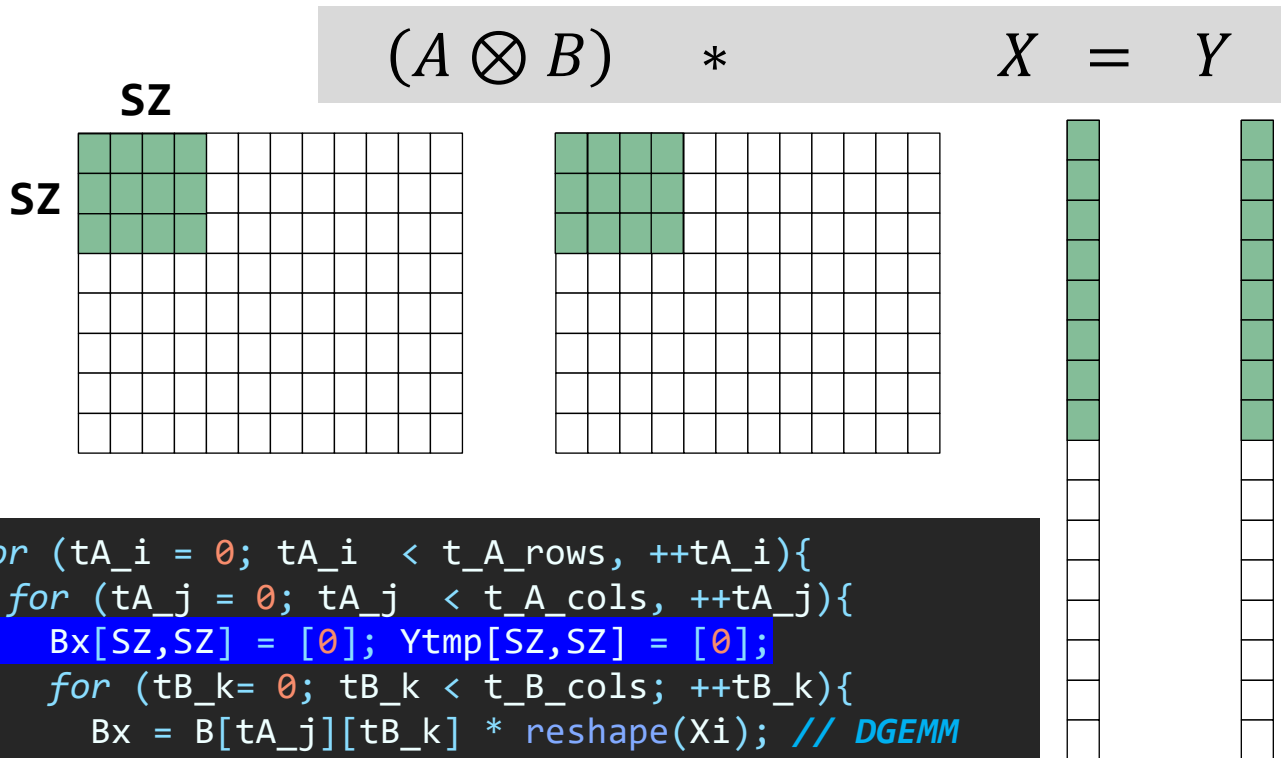 (A ⊗ B) * X = Y
SZ
SZ
or (tA_i = 0; tA_i < t_A_rows, ++tA_i){
for (tA_j = 0; tA_j < t_A_cols, ++tA_j){
Bx[SZ,SZ] = [0]; Ytmp[SZ,SZ] = [0];
for (tB_k= 0; tB_k < t_B_cols; ++tB_k){
Bx = B[tA_j][tB_k] * reshape(Xi); // DGEMM